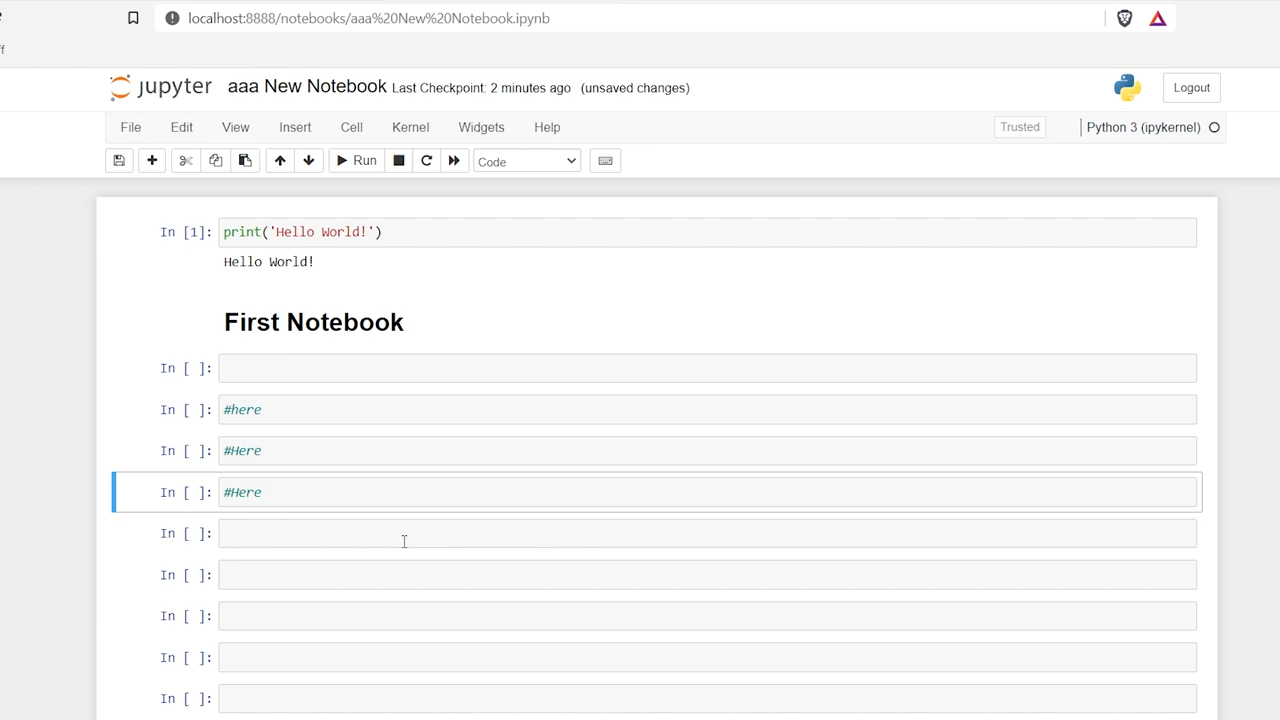 localhost:8888/notebooks/aaa%20New%20Notebook.ipynb
jupyter aaa New Notebook Last Checkpoint: 2 minutes ago (unsaved changes) Logout
File Edit View Insert Cell Kernel Widgets Help Trusted Python 3 (ipykernel)
Run Code
In [1]: print('Hello World!')
Hello World!
First Notebook
In [ ]:
In [ ]: #here
In [ ]: #Here
In [ ]: #Here
In [ ]:
In [ ]:
In [ ]:
In [ ]:
In [ ]: